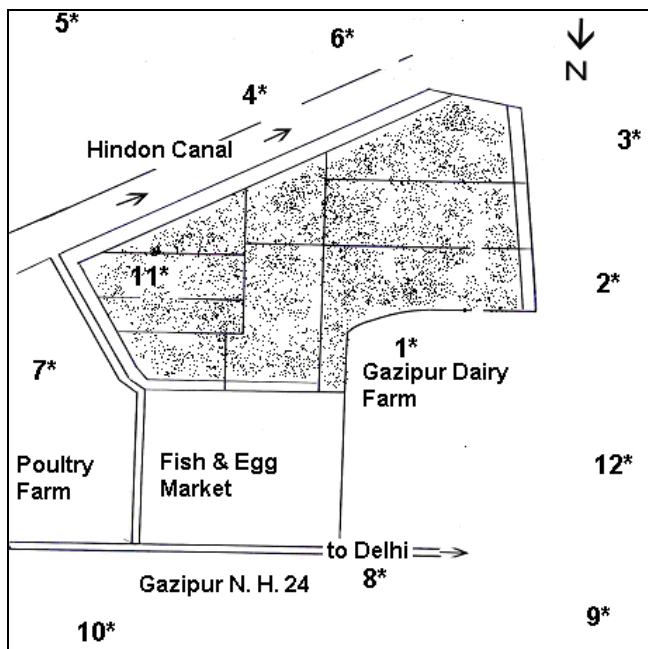 5*
6*
N
4*
3*
Hindon Canal
11*
2*
1*
7*
Gazipur Dairy
Farm
Poultry
Farm
Fish & Egg
Market
12*
to Delhi
Gazipur N. H. 24
8*
9*
10*